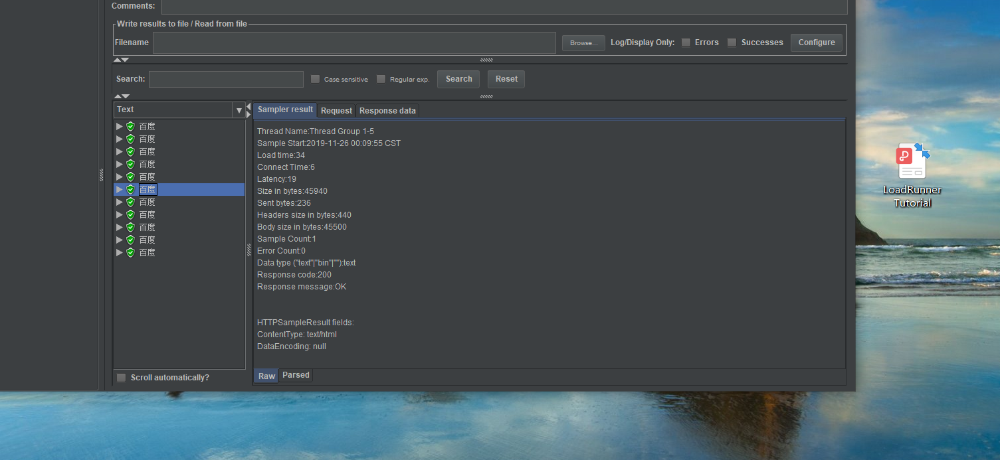 Comments:
Write results to file / Read from file
Filename Browse... Log/Display Only: Errors Successes Configure
Search: Case sensitive Regular exp. Search Reset
Text
百度
百度
百度
百度
百度
百度
百度
百度
百度
百度
百度
Scroll automatically?
Sampler result Request Response data
Thread Name:Thread Group 1-5
Sample Start:2019-11-26 00:09:55 CST
Load time:34
Connect Time:6
Latency:19
Size in bytes:45940
Sent bytes:236
Headers size in bytes:440
Body size in bytes:45500
Sample Count:1
Error Count:0
Data type ("text"|"bin"|""):text
Response code:200
Response message:OK
HTTPSampleResult fields:
ContentType: text/html
DataEncoding: null
Raw Parsed
LoadRunner
Tutorial